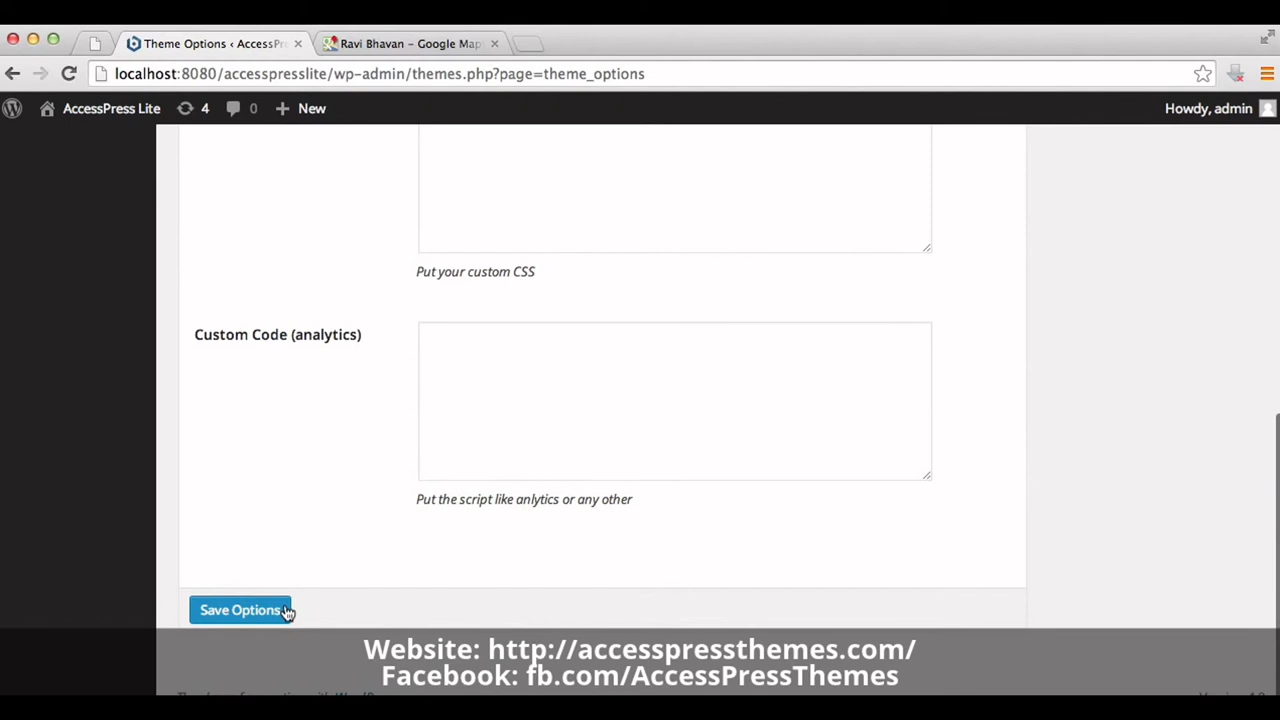 Theme Options ‹ AccessPr
Ravi Bhavan – Google Map
localhost:8080/accesspresslite/wp-admin/themes.php?page=theme_options
AccessPress Lite 4 0 New Howdy, admin
Put your custom CSS
Custom Code (analytics)
Put the script like anlytics or any other
Save Options
Website: http://accesspressthemes.com/
Facebook: fb.com/AccessPressThemes